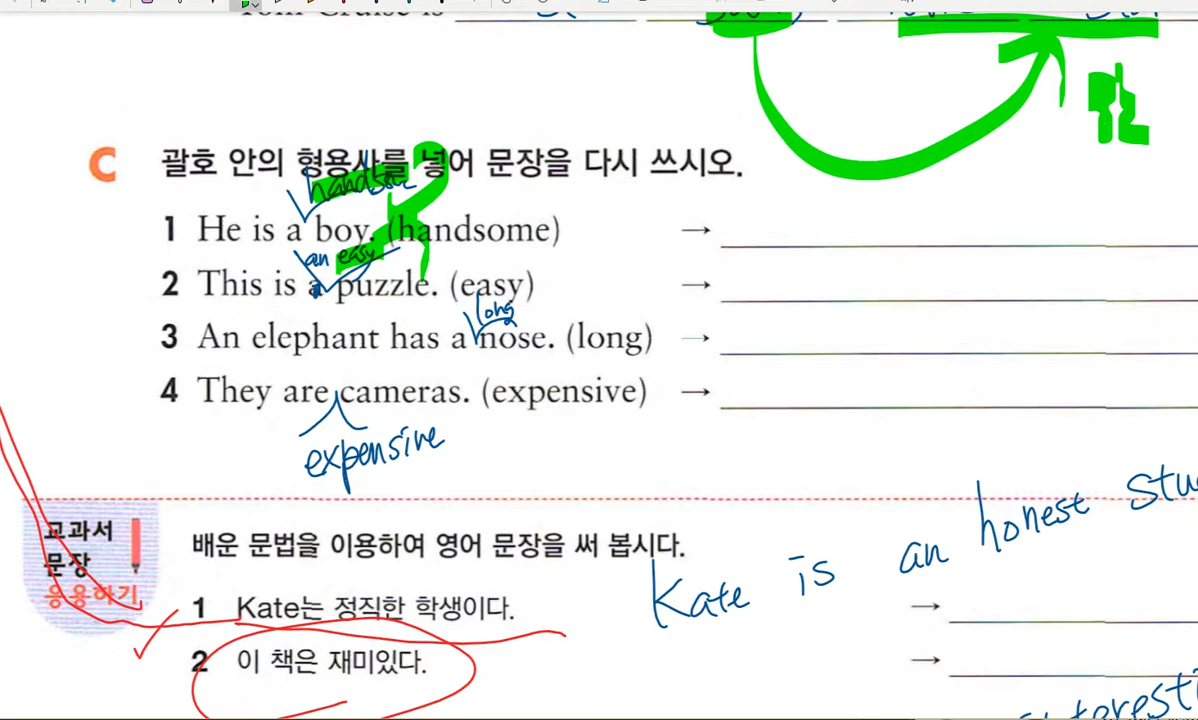 Tom Cruise is
C 괄호 안의 형용사를 넣어 문장을 다시 쓰시오.
handsome
1 He is a boy. (handsome) →
an easy
2 This is a puzzle. (easy) →
long
3 An elephant has a nose. (long) →
4 They are cameras. (expensive) →
expensive
교과서
문장
응용하기
배운 문법을 이용하여 영어 문장을 써 봅시다.
Kate is an honest stu
1 Kate는 정직한 학생이다. →
2 이 책은 재미있다. →